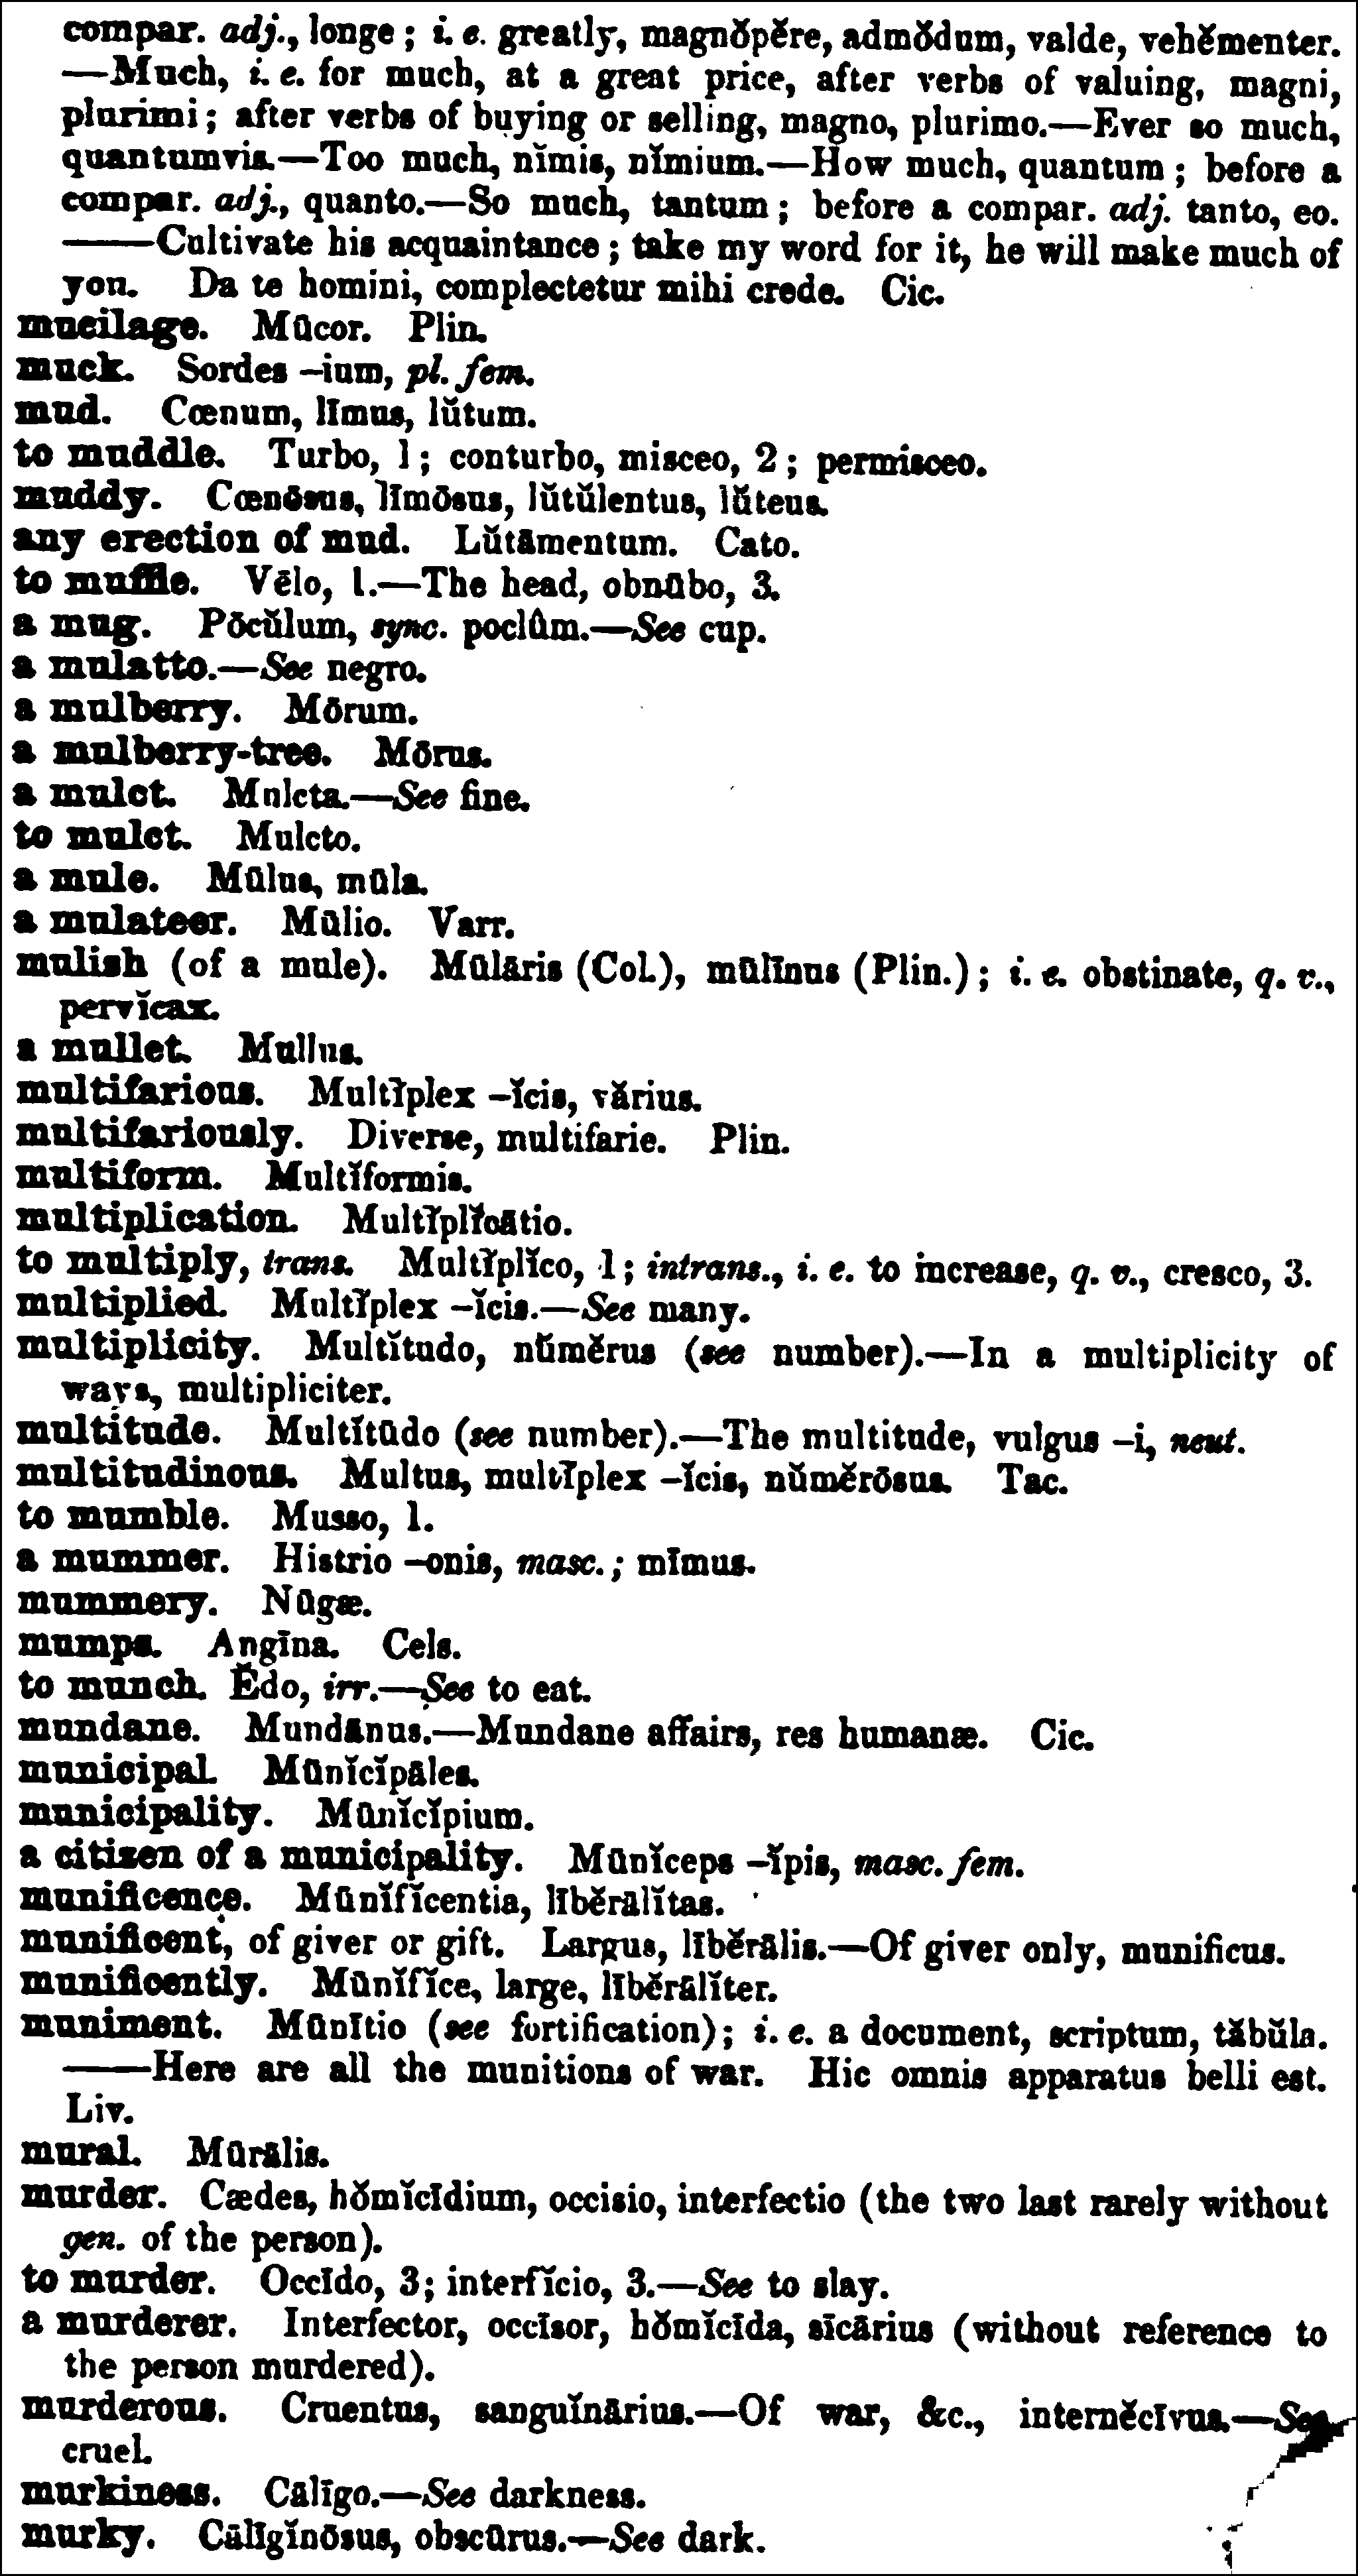 compar. adj., longe ; i. e. greatly, magnŏpĕre, admŏdum, valde, vehĕmenter.
—Much, i. e. for much, at a great price, after verbs of valuing, magni,
plurimi ; after verbs of buying or selling, magno, plurimo.—Ever so much,
quantumvis.—Too much, nĭmis, nĭmium.—How much, quantum ; before a
compar. adj., quanto.—So much, tantum ; before a compar. adj. tanto, eo.
——Cultivate his acquaintance ; take my word for it, he will make much of
you. Da te homini, complectetur mihi crede. Cic.
mucilage. Mūcor. Plin.
muck. Sordes –ium, pl. fem.
mud. Cœnum, līmus, lŭtum.
to muddle. Turbo, 1 ; conturbo, misceo, 2 ; permisceo.
muddy. Cœnōsus, līmōsus, lŭtŭlentus, lŭteus.
any erection of mud. Lŭtāmentum. Cato.
to muffle. Vēlo, 1.—The head, obnūbo, 3.
a mug. Pōcŭlum, sync. poclûm.—See cup.
a mulatto.—See negro.
a mulberry. Mōrum.
a mulberry-tree. Mōrus.
a mulct. Mulcta.—See fine.
to mulct. Mulcto.
a mule. Mūlus, mūla.
a mulateer. Mūlio. Varr.
mulish (of a mule). Mūlāris (Col.), mūlīnus (Plin.) ; i. e. obstinate, q. v.,
pervĭcax.
a mullet. Mullus.
multifarious. Multĭplex –ĭcis, vărius.
multifariously. Diverse, multifarie. Plin.
multiform. Multĭformis.
multiplication. Multĭplĭcātio.
to multiply, trans. Multĭplĭco, 1 ; intrans., i. e. to increase, q. v., cresco, 3.
multiplied. Multĭplex –ĭcis.—See many.
multiplicity. Multĭtudo, nŭmĕrus (see number).—In a multiplicity of
ways, multipliciter.
multitude. Multĭtūdo (see number).—The multitude, vulgus –i, neut.
multitudinous. Multus, multĭplex –ĭcis, nŭmĕrōsus. Tac.
to mumble. Musso, 1.
a mummer. Histrio –onis, masc. ; mīmus.
mummery. Nūgæ.
mumps. Angīna. Cels.
to munch. Ĕdo, irr.—See to eat.
mundane. Mundānus.—Mundane affairs, res humanæ. Cic.
municipal. Mūnĭcĭpāles.
municipality. Mūnĭcĭpium.
a citizen of a municipality. Mūnĭceps –ĭpis, masc. fem.
munificence. Mūnĭfĭcentia, lībĕrālĭtas.
munificent, of giver or gift. Largus, lībĕrālis.—Of giver only, munificus.
munificently. Mūnĭfĭce, large, lībĕrālĭter.
muniment. Mūnītio (see fortification) ; i. e. a document, scriptum, tăbŭla.
——Here are all the munitions of war. Hic omnis apparatus belli est.
Liv.
mural. Mūrālis.
murder. Cædes, hŏmĭcīdium, occisio, interfectio (the two last rarely without
gen. of the person).
to murder. Occīdo, 3; interfĭcio, 3.—See to slay.
a murderer. Interfector, occīsor, hŏmĭcīda, sīcārius (without reference to
the person murdered).
murderous. Cruentus, sanguĭnārius.—Of war, &c., internĕcīvus.—See
cruel.
murkiness. Cālīgo.—See darkness.
murky. Cālīgĭnōsus, obscūrus.—See dark.